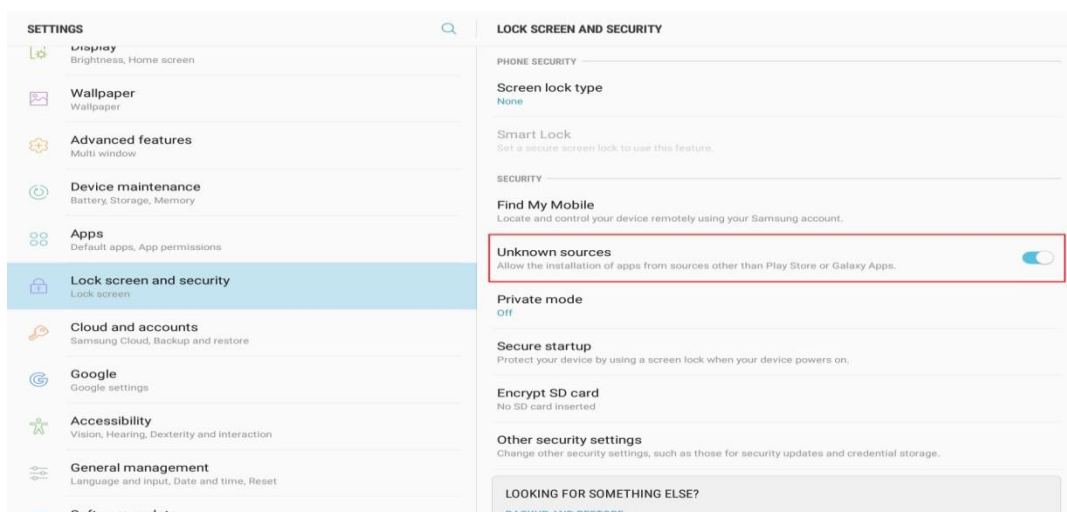 SETTINGS
Display
Brightness, Home screen
Wallpaper
Wallpaper
Advanced features
Multi window
Device maintenance
Battery, Storage, Memory
Apps
Default apps, App permissions
Lock screen and security
Lock screen
Cloud and accounts
Samsung Cloud, Backup and restore
Google
Google settings
Accessibility
Vision, Hearing, Dexterity and interaction
General management
Language and input, Date and time, Reset
Software update
LOCK SCREEN AND SECURITY
PHONE SECURITY
Screen lock type
None
Smart Lock
Set a secure screen lock to use this feature.
SECURITY
Find My Mobile
Locate and control your device remotely using your Samsung account.
Unknown sources
Allow the installation of apps from sources other than Play Store or Galaxy Apps.
Private mode
Off
Secure startup
Protect your device by using a screen lock when your device powers on.
Encrypt SD card
No SD card inserted
Other security settings
Change other security settings, such as those for security updates and credential storage.
LOOKING FOR SOMETHING ELSE?
BACKUP AND RESTORE